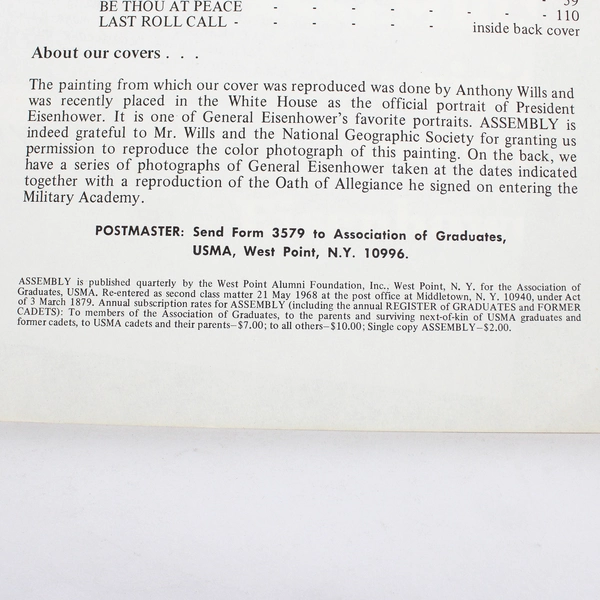 - 59
BE THOU AT PEACE - - - - - - - - 110
LAST ROLL CALL - - - - - - inside back cover
About our covers . . .
The painting from which our cover was reproduced was done by Anthony Wills and
was recently placed in the White House as the official portrait of President
Eisenhower. It is one of General Eisenhower's favorite portraits. ASSEMBLY is
indeed grateful to Mr. Wills and the National Geographic Society for granting us
permission to reproduce the color photograph of this painting. On the back, we
have a series of photographs of General Eisenhower taken at the dates indicated
together with a reproduction of the Oath of Allegiance he signed on entering the
Military Academy.
POSTMASTER: Send Form 3579 to Association of Graduates,
USMA, West Point, N.Y. 10996.
ASSEMBLY is published quarterly by the West Point Alumni Foundation, Inc., West Point, N. Y. for the Association of
Graduates, USMA. Re-entered as second class matter 21 May 1968 at the post office at Middletown, N. Y. 10940, under Act
of 3 March 1879. Annual subscription rates for ASSEMBLY (including the annual REGISTER of GRADUATES and FORMER
CADETS): To members of the Association of Graduates, to the parents and surviving next-of-kin of USMA graduates and
former cadets, to USMA cadets and their parents—$7.00; to all others—$10.00; Single copy ASSEMBLY—$2.00.